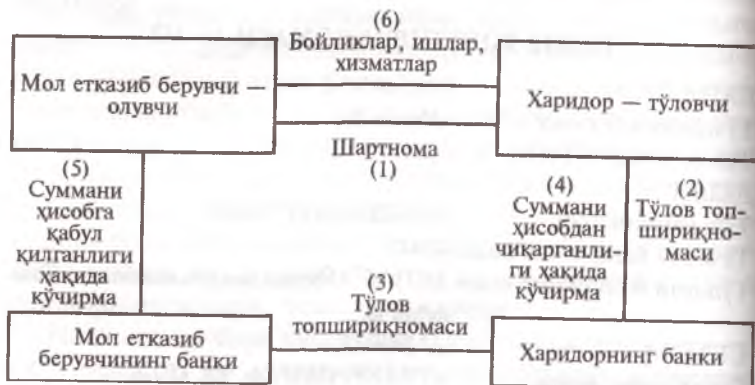 (6)
Бойликлар, ишлар,
хизматлар
Мол етказиб берувчи —
олувчи
Харидор — тўловчи
Шартнома
(1)
(5)
Суммани
ҳисобга
қабул
қилганлиги
ҳақида
кўчирма
(4)
Суммани
ҳисобдан
чиқарганли-
ги ҳақида
кўчирма
(2)
Тўлов топ-
шириқно-
маси
(3)
Тўлов
топшириқномаси
Мол етказиб
берувчининг банки
Харидорнинг банки